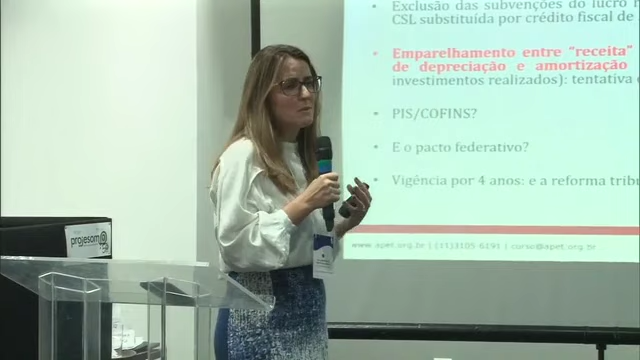 Exclusão das subvenções do lucro
CSL substituída por crédito fiscal de
Emparelhamento entre "receita"
de depreciação e amortização
investimentos realizados): tentativa
PIS/COFINS?
E o pacto federativo?
Vigência por 4 anos: e a reforma tribu
www.apet.org.br | (11)3105 6191 | curso@apet.org.br
projesom